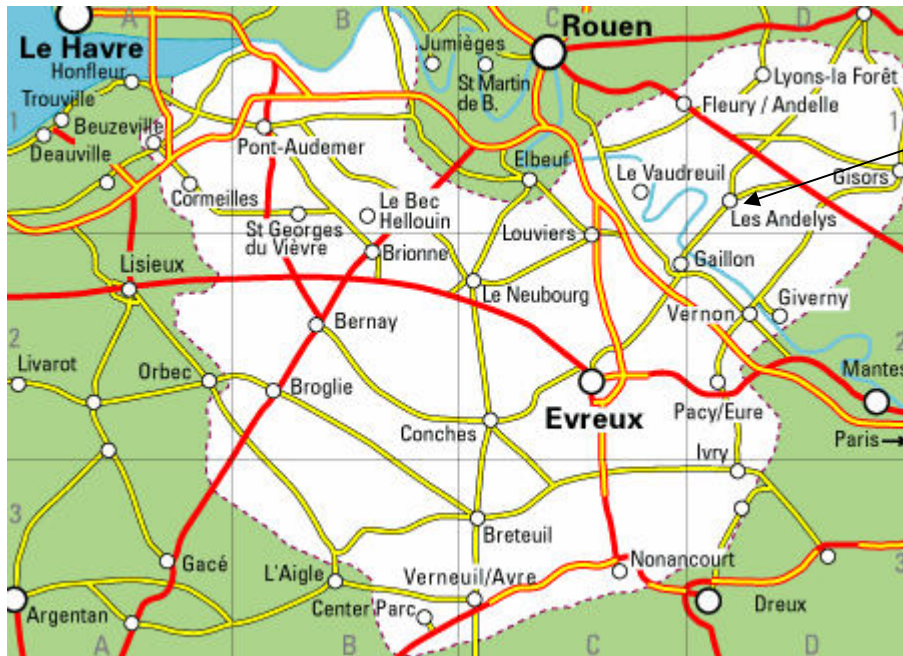 A
B
C
D
Rouen
Le Havre
Jumièges
Honfleur
St Martin
de B.
Lyons-la Forêt
Trouville
Fleury / Andelle
1
Beuzeville
1
Deauville
Pont-Audemer
Elbeuf
Le Vaudreuil
Gisors
Cormeilles
Le Bec
Hellouin
St Georges
du Vièvre
Les Andelys
Louviers
Brionne
Gaillon
Lisieux
Le Neubourg
Giverny
Vernon
Bernay
2
2
Livarot
Orbec
Mantes
Broglie
Pacy/Eure
Evreux
Conches
Paris→
Ivry
3
Breteuil
Gacé
Nonancourt
3
L'Aigle
Verneuil/Avre
Center Parc
Dreux
Argentan
A
B
C
D